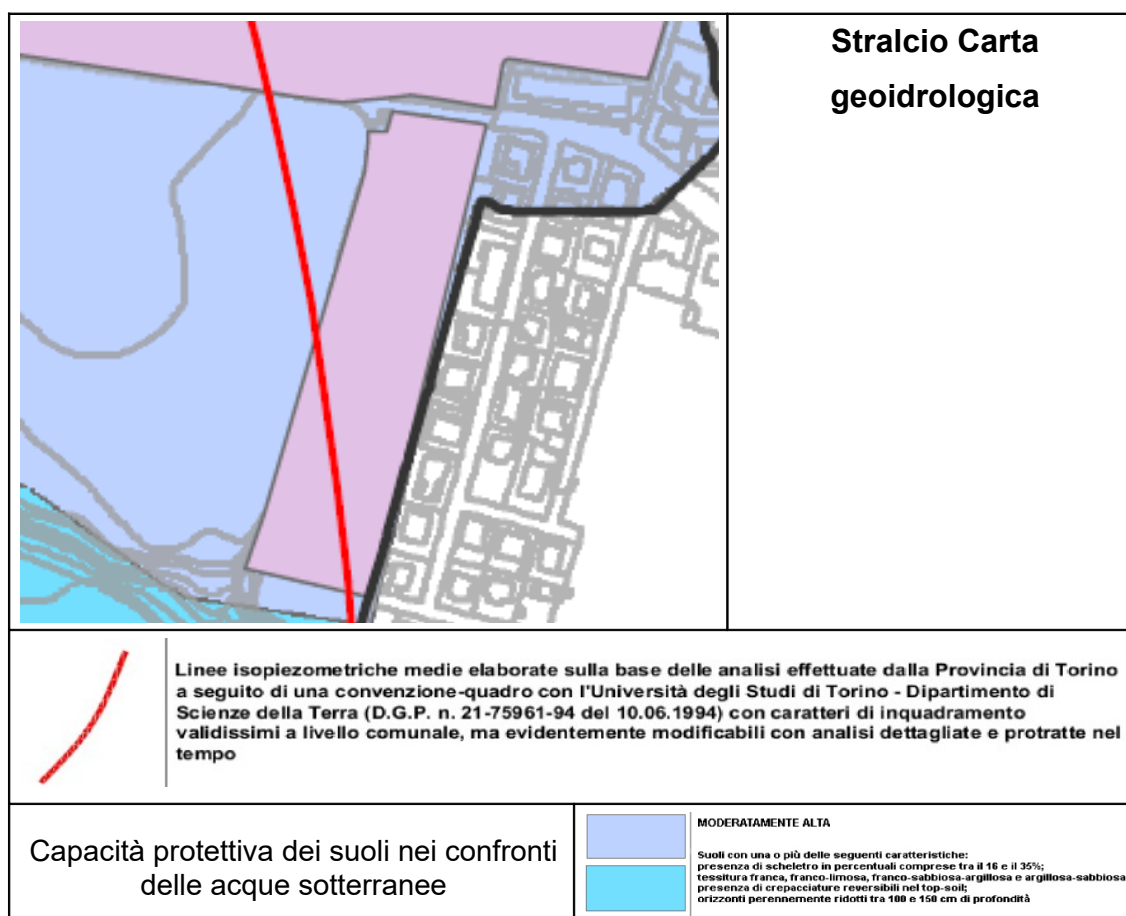 Stralcio Carta
geoidrologica
Linee isopiezometriche medie elaborate sulla base delle analisi effettuate dalla Provincia di Torino
a seguito di una convenzione-quadro con l'Università degli Studi di Torino - Dipartimento di
Scienze della Terra (D.G.P. n. 21-75961-94 del 10.06.1994) con caratteri di inquadramento
validissimi a livello comunale, ma evidentemente modificabili con analisi dettagliate e protratte nel
tempo
Capacità protettiva dei suoli nei confronti
delle acque sotterranee
MODERATAMENTE ALTA
Suoli con una o più delle seguenti caratteristiche:
presenza di scheletro in percentuali comprese tra il 16 e il 35%;
tessitura franca, franco-limosa, franco-sabbiosa-argillosa e argillosa-sabbiosa
presenza di crepacciature reversibili nel top-soil;
orizzonti perennemente ridotti tra 100 e 150 cm di profondità